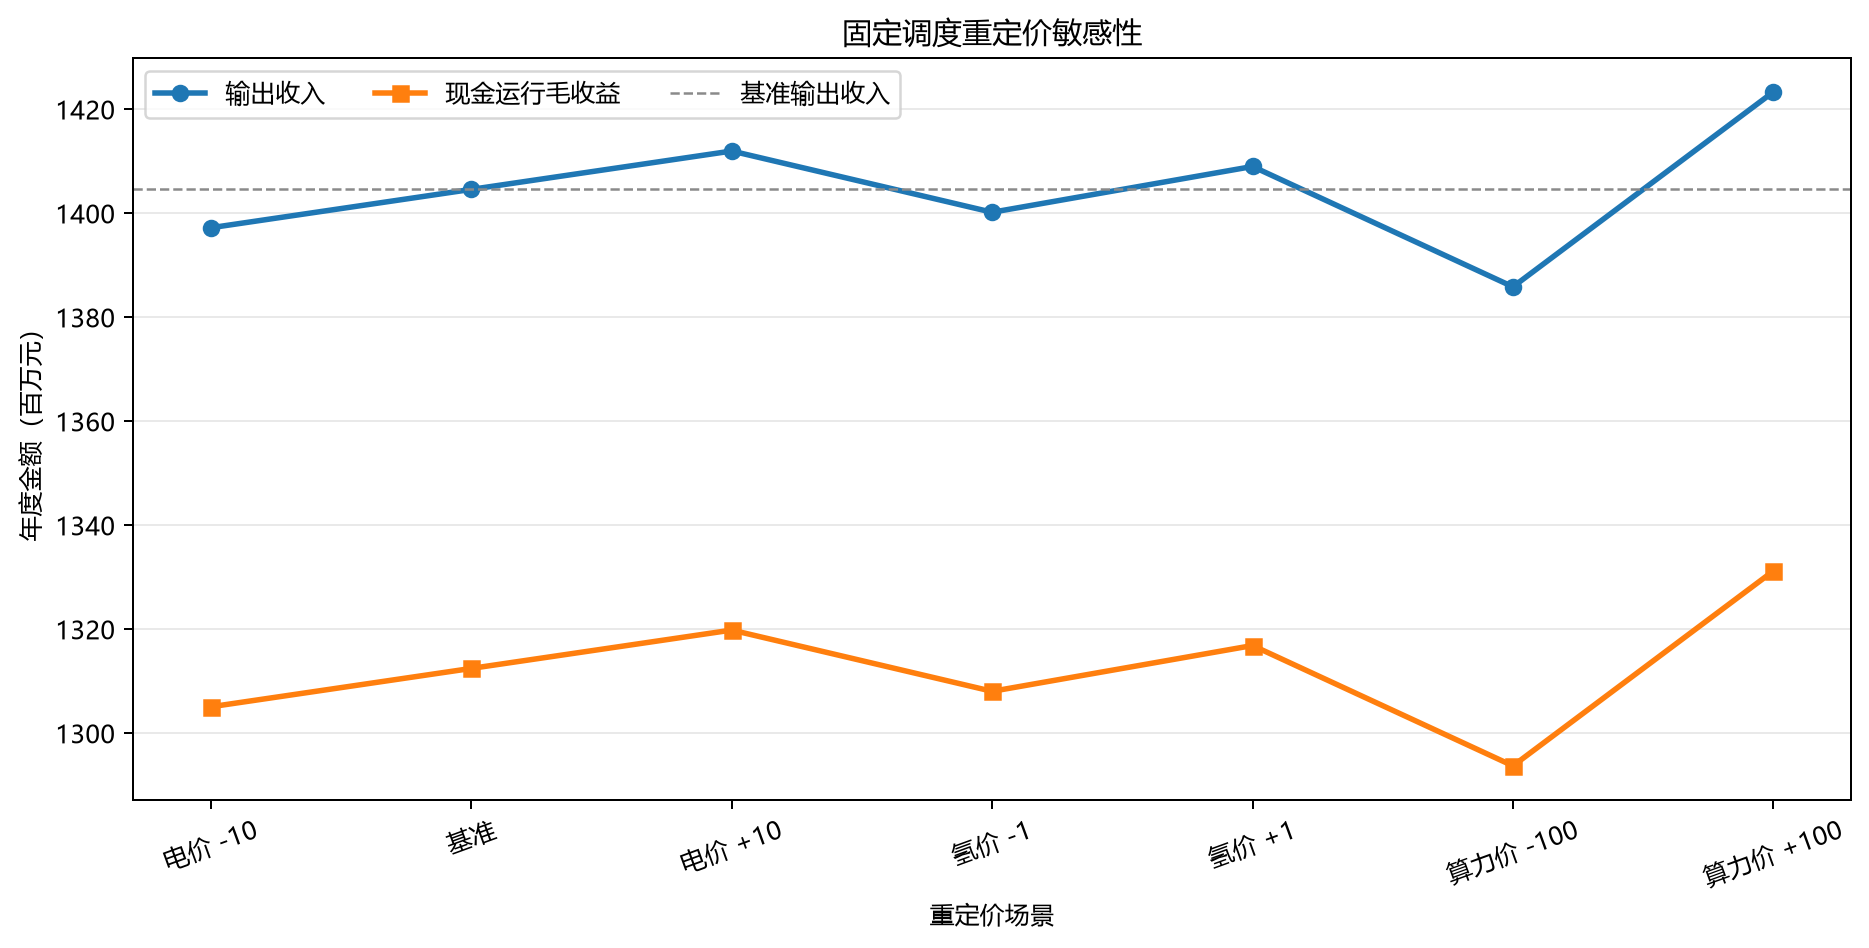 固定调度重定价敏感性
输出收入
现金运行毛收益
基准输出收入
年度金额（百万元）
1420
1400
1380
1360
1340
1320
1300
电价 -10
基准
电价 +10
氢价 -1
氢价 +1
算力价 -100
算力价 +100
重定价场景